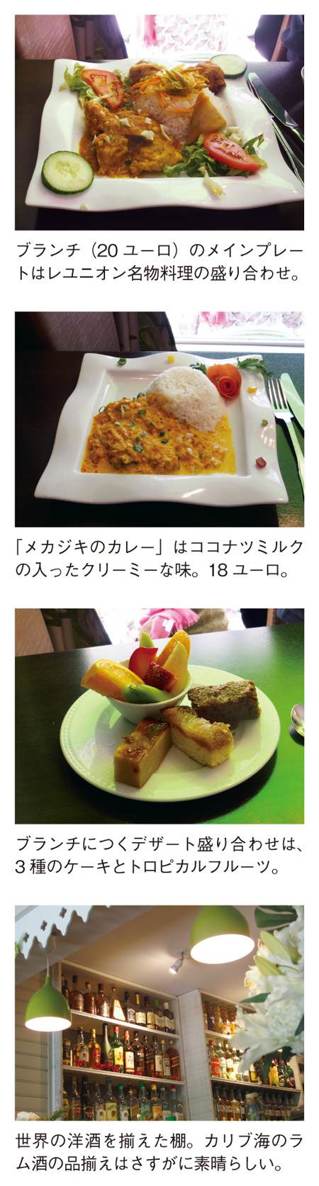 ブランチ（20 ユーロ）のメインプレー
トはレユニオン名物料理の盛り合わせ。
「メカジキのカレー」はココナツミルク
の入ったクリーミーな味。18 ユーロ。
ブランチにつくデザート盛り合わせは、
3 種のケーキとトロピカルフルーツ。
世界の洋酒を揃えた棚。カリブ海のラ
ム酒の品揃えはさすがに素晴らしい。